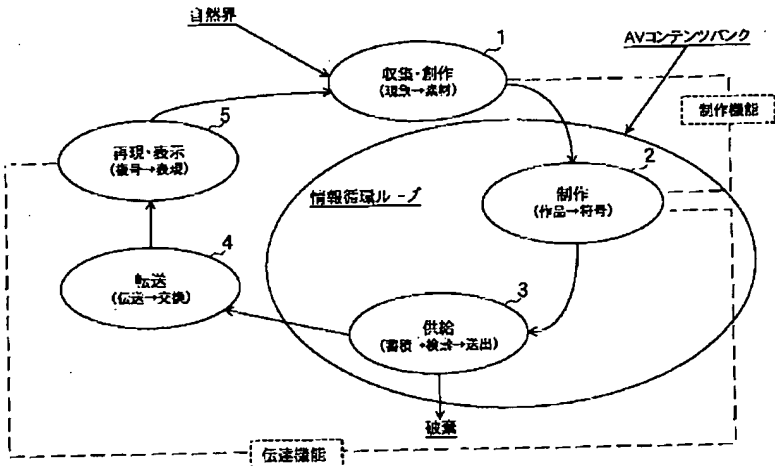 自然界
1
AVコンテンツバンク
収集・創作
(現象→素材)
制作機能
5
再現・表示
(復号→表現)
2
制作
(作品→符号)
情報循環ループ
4
転送
(伝送→交換)
3
供給
(蓄積→検索→送出)
破棄
伝達機能